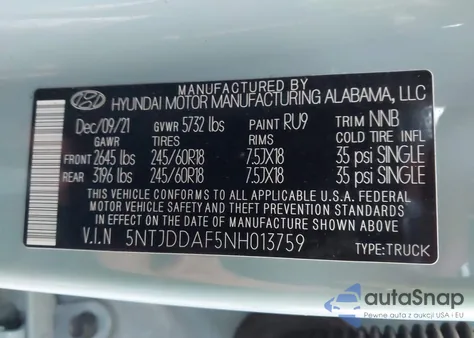 MANUFACTURED BY
HYUNDAI MOTOR MANUFACTURING ALABAMA, LLC
Dec/09/21 GVWR 5732 lbs PAINT RU9 TRIM NNB
GAWR TIRES RIMS COLD TIRE INFL
FRONT 2645 lbs 245/60R18 7.5JX18 35 psi SINGLE
REAR 3196 lbs 245/60R18 7.5JX18 35 psi SINGLE
THIS VEHICLE CONFORMS TO ALL APPLICABLE U.S.A. FEDERAL
MOTOR VEHICLE SAFETY AND THEFT PREVENTION STANDARDS
IN EFFECT ON THE DATE OF MANUFACTURE SHOWN ABOVE.
V.I.N 5NTJDDAF5NH013759 TYPE:TRUCK
autoSnap
Pewne auta z aukcji USA i EU